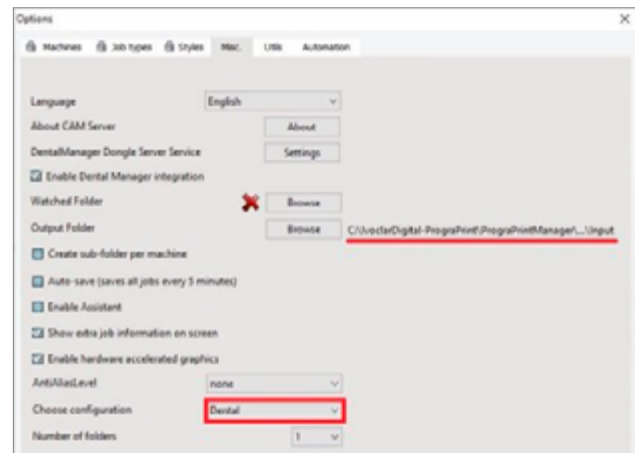 Options
Machines Job types Styles Misc. Utils Automation
Language English
About CAM Server About
DentalManager Dongle Server Service Settings
Enable Dental Manager integration
Watched Folder Browse
Output Folder Browse C:\IvoclarDigital-PrograPrint\PrograPrintManager\...\Input
Create sub-folder per machine
Auto-save (saves all jobs every 5 minutes)
Enable Assistant
Show extra job information on screen
Enable hardware accelerated graphics
AntiAliasLevel none
Choose configuration Dental
Number of folders 1